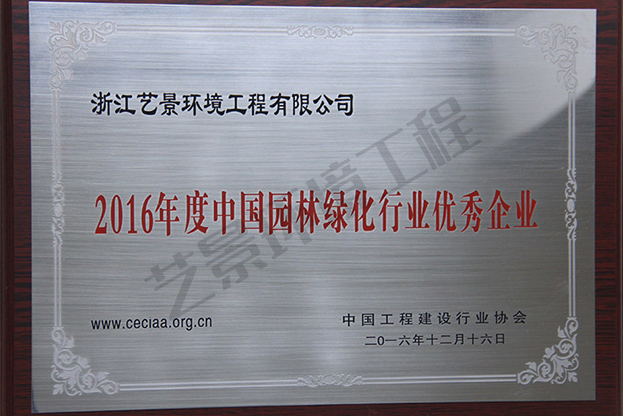 浙江艺景环境工程有限公司
2016年度中国园林绿化行业优秀企业
艺景环境工程
www.ceciaa.org.cn
中国工程建设行业协会
二0一六年十二月十六日